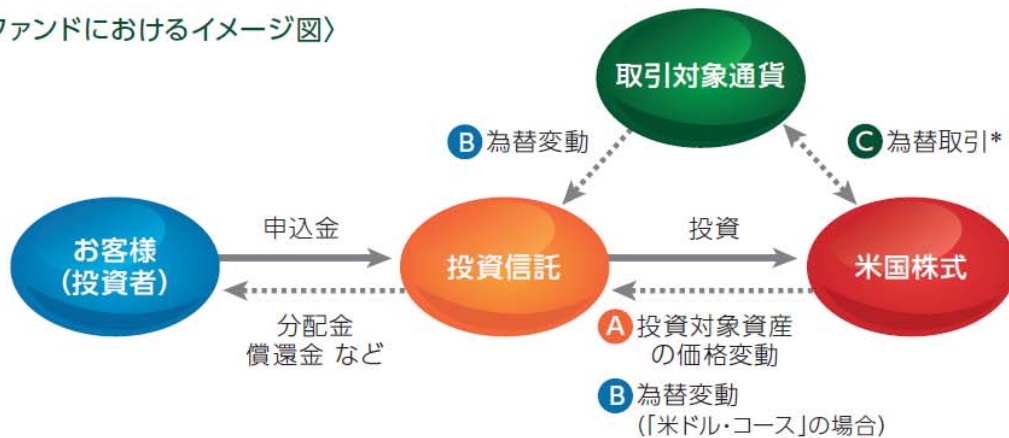 ファンドにおけるイメージ図〉
取引対象通貨
B 為替変動
C 為替取引*
お客様
(投資者)
申込金
投資信託
投資
米国株式
分配金
償還金 など
A 投資対象資産
の価格変動
B 為替変動
(「米ドル・コース」の場合)